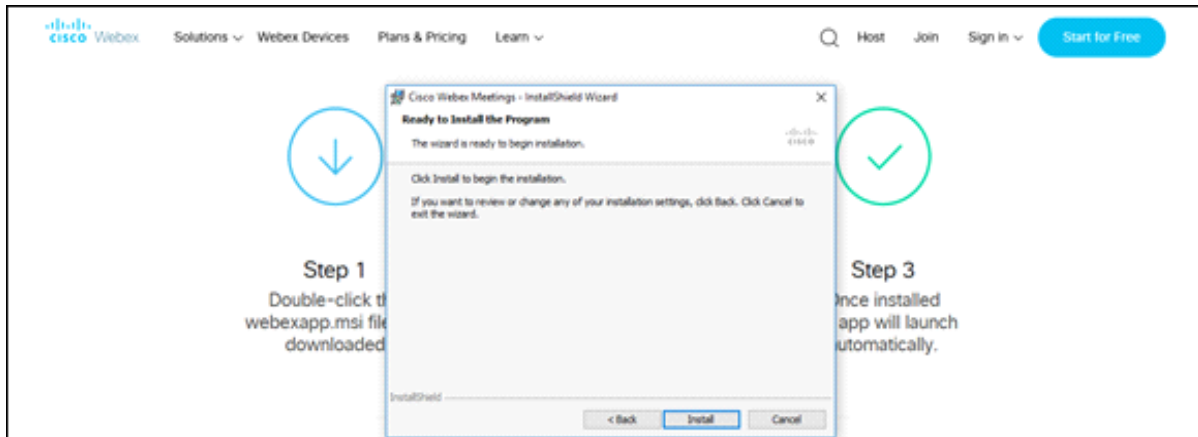 CISCO Webex Solutions Webex Devices Plans & Pricing Learn Host Join Sign in Start for Free
Cisco Webex Meetings - InstallShield Wizard
Ready to Install the Program
The wizard is ready to begin installation.
CISCO
Click Install to begin the installation.
If you want to review or change any of your installation settings, click Back. Click Cancel to
exit the wizard.
InstallShield
< Back Install Cancel
Step 1
Double-click
webexapp.msi
downloaded
Step 3
installed
app will launch